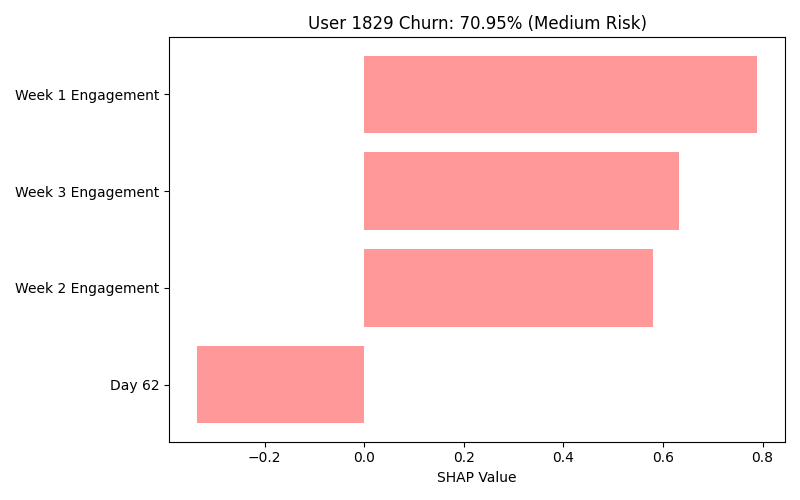 User 1829 Churn: 70.95% (Medium Risk)
Week 1 Engagement
Week 3 Engagement
Week 2 Engagement
Day 62
−0.2 0.0 0.2 0.4 0.6 0.8
SHAP Value